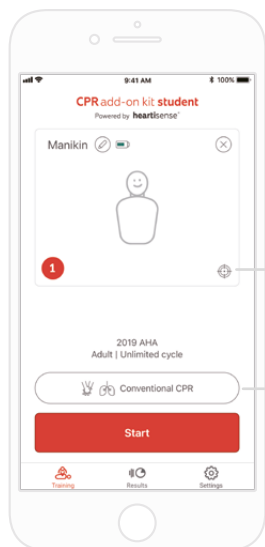 9:41 AM
100%
CPR add-on kit student
Powered by heartisense
Manikin
1
2019 AHA
Adult | Unlimited cycle
Conventional CPR
Start
Training Results Settings